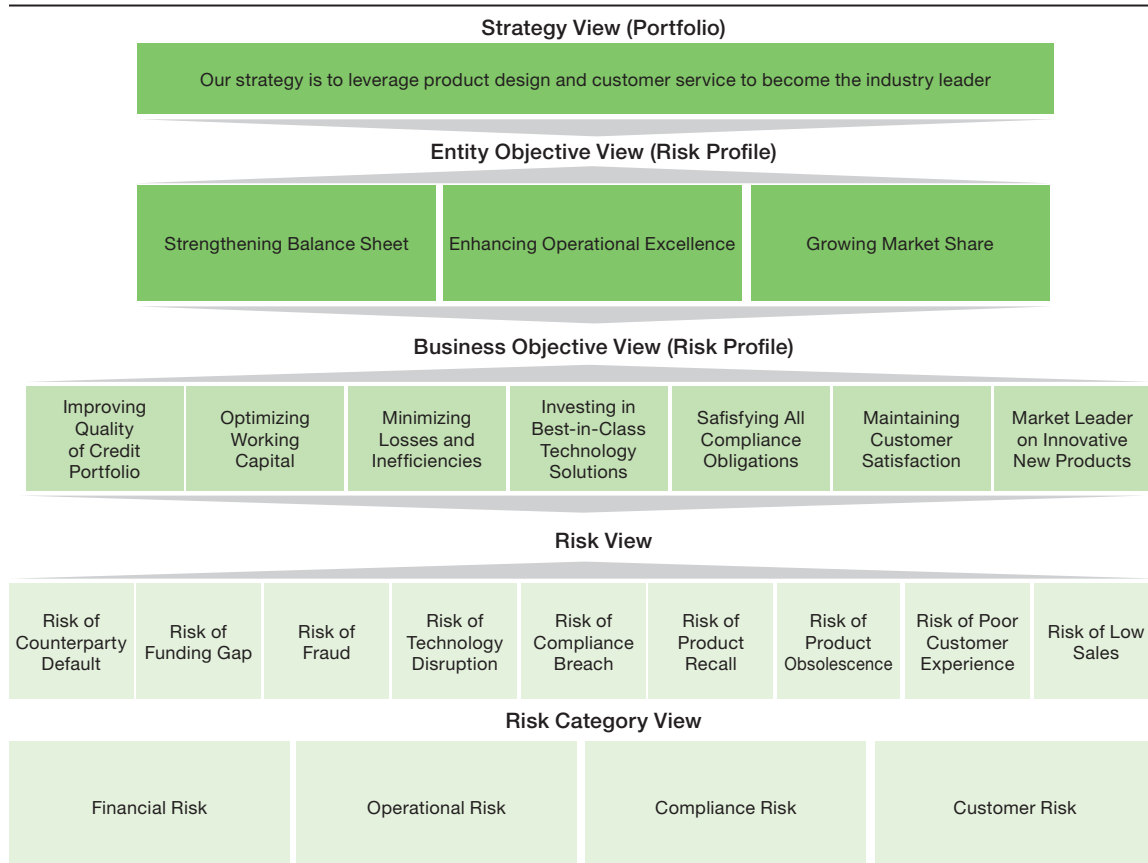 Strategy View (Portfolio)
Our strategy is to leverage product design and customer service to become the industry leader
Entity Objective View (Risk Profile)
Strengthening Balance Sheet
Enhancing Operational Excellence
Growing Market Share
Business Objective View (Risk Profile)
Improving
Quality
of Credit
Portfolio
Optimizing
Working
Capital
Minimizing
Losses and
Inefficiencies
Investing in
Best-in-Class
Technology
Solutions
Safisfying All
Compliance
Obligations
Maintaining
Customer
Satisfaction
Market Leader
on Innovative
New Products
Risk View
Risk of
Counterparty
Default
Risk of
Funding Gap
Risk of
Fraud
Risk of
Technology
Disruption
Risk of
Compliance
Breach
Risk of
Product
Recall
Risk of
Product
Obsolescence
Risk of Poor
Customer
Experience
Risk of Low
Sales
Risk Category View
Financial Risk
Operational Risk
Compliance Risk
Customer Risk